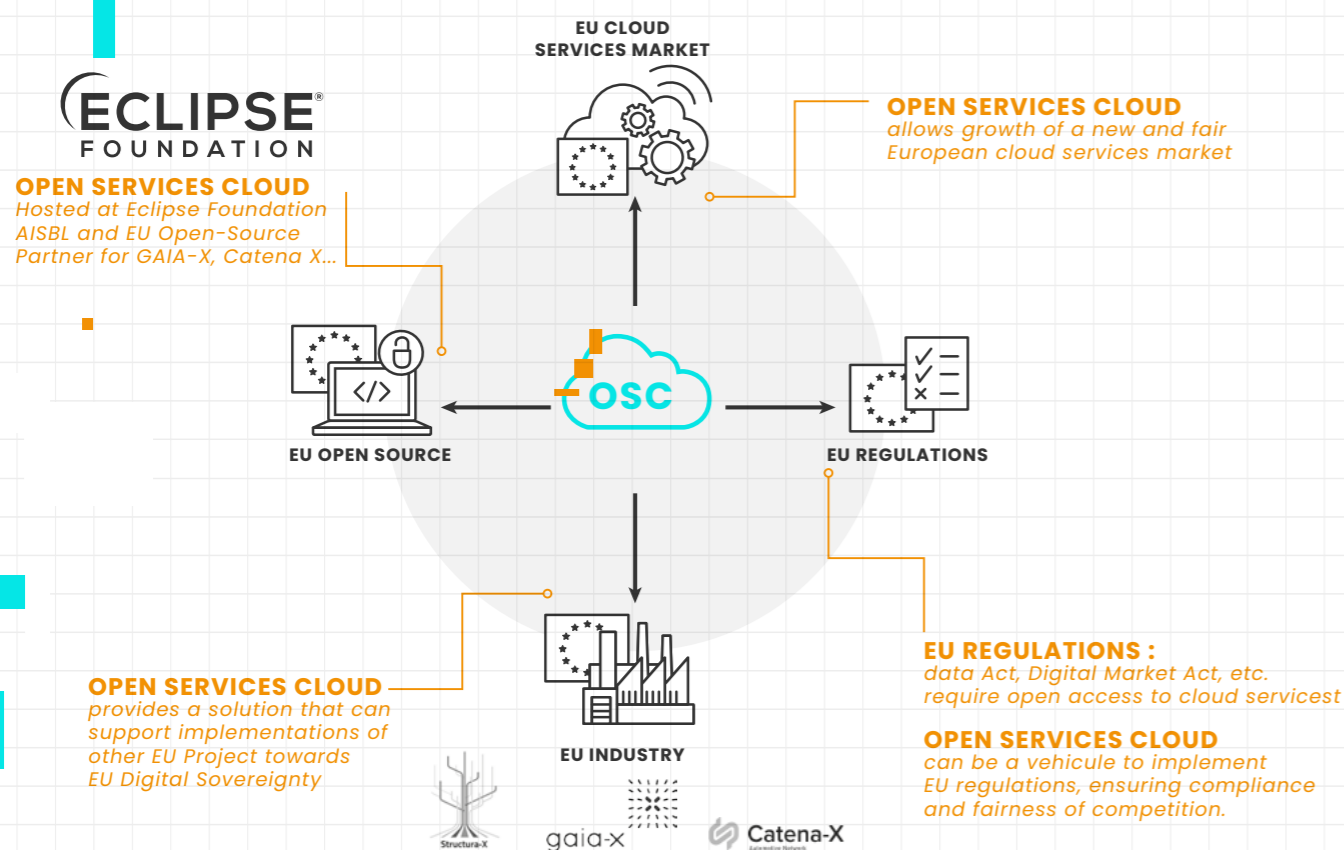 EU CLOUD
SERVICES MARKET
ECLIPSE®
FOUNDATION
OPEN SERVICES CLOUD
Hosted at Eclipse Foundation
AISBL and EU Open-Source
Partner for GAIA-X, Catena X...
OPEN SERVICES CLOUD
allows growth of a new and fair
European cloud services market
</>
EU OPEN SOURCE
OSC
EU REGULATIONS
OPEN SERVICES CLOUD
provides a solution that can
support implementations of
other EU Project towards
EU Digital Sovereignty
EU INDUSTRY
Structura-X
gaia-x
Catena-X
Automotive Network
EU REGULATIONS :
data Act, Digital Market Act, etc.
require open access to cloud servicest
OPEN SERVICES CLOUD
can be a vehicule to implement
EU regulations, ensuring compliance
and fairness of competition.